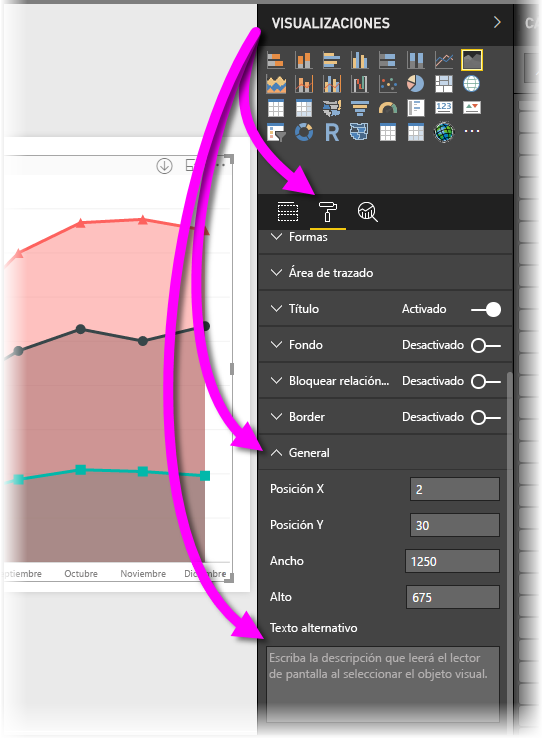 VISUALIZACIONES
CA
R
123
Formas
Área de trazado
Título Activado
Fondo Desactivado
Bloquear relación... Desactivado
Border Desactivado
General
Posición X 2
Posición Y 30
Ancho 1250
Alto 675
Texto alternativo
Escriba la descripción que leerá el lector
de pantalla al seleccionar el objeto visual.
Octubre Noviembre Diciembre